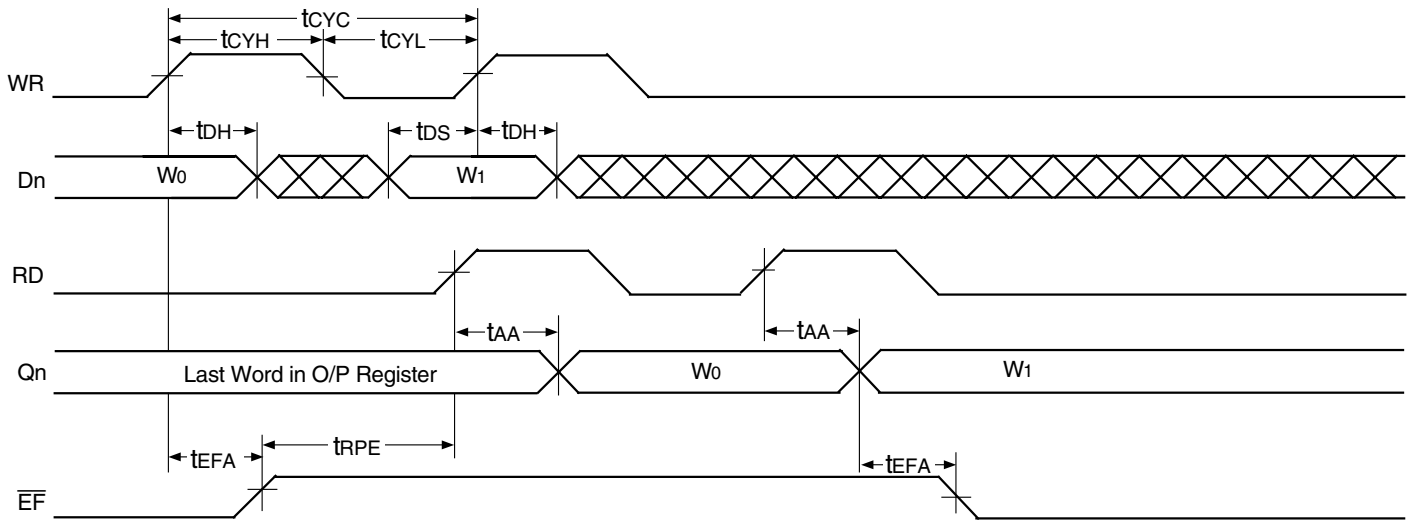 tCYC
tCYH tCYL
WR
tDH tDS tDH
Dn W0 W1
RD
tAA tAA
Qn Last Word in O/P Register W0 W1
tEFA tRPE tEFA
E̅F̅